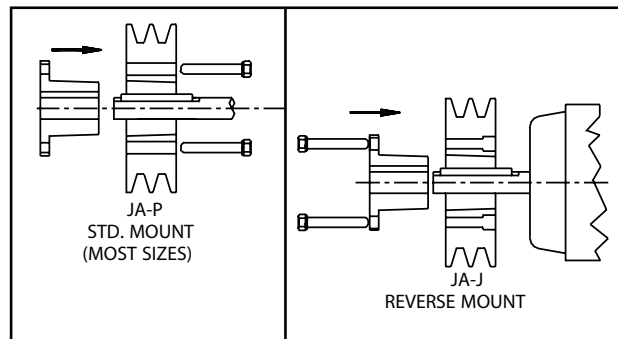 JA-P
STD. MOUNT
(MOST SIZES)
JA-J
REVERSE MOUNT